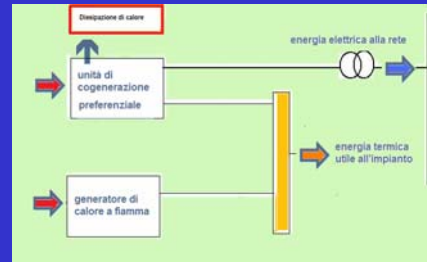 Dissipazione di calore
energia elettrica alla rete
unità di
cogenerazione
preferenziale
energia termica
utile all'impianto
generatore di
calore a fiamma